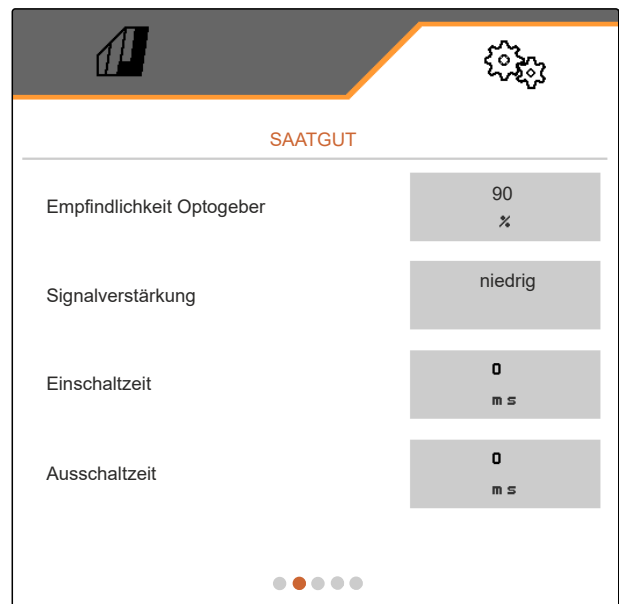 SAATGUT
Empfindlichkeit Optogeber
90
%
Signalverstärkung
niedrig
Einschaltzeit
0
ms
Ausschaltzeit
0
ms